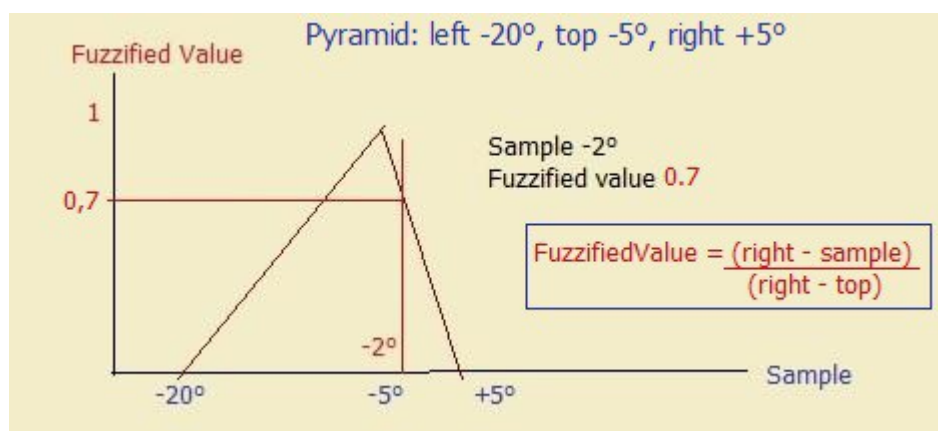 Pyramid: left -20º, top -5º, right +5º
Fuzzified Value
1
Sample -2º
Fuzzified value 0.7
0,7
FuzzifiedValue = (right - sample)
(right - top)
-2º
Sample
-20º
-5º
+5º